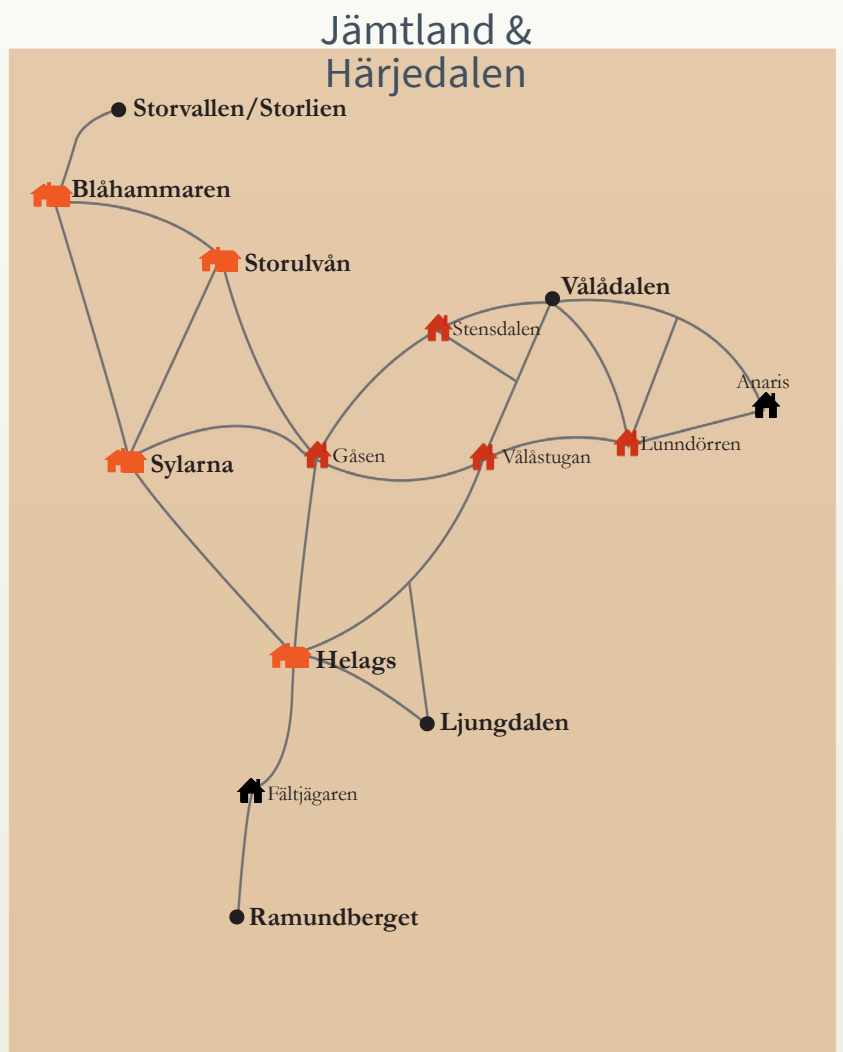 Jämtland &
Härjedalen
Storvallen/Storlien
Blåhammaren
Storulvån
Vålådalen
Stensdalen
Anaris
Sylarna
Gåsen
Vålåstugan
Lunndörren
Helags
Ljungdalen
Fältjägaren
Ramundberget